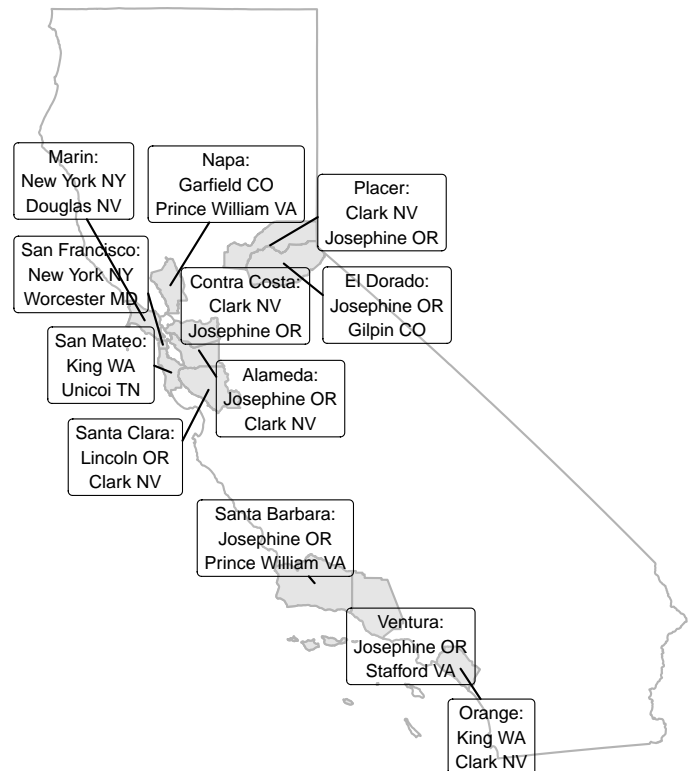 Marin:
New York NY
Douglas NV
Napa:
Garfield CO
Prince William VA
Placer:
Clark NV
Josephine OR
San Francisco:
New York NY
Worcester MD
Contra Costa:
Clark NV
Josephine OR
El Dorado:
Josephine OR
Gilpin CO
San Mateo:
King WA
Unicoi TN
Alameda:
Josephine OR
Clark NV
Santa Clara:
Lincoln OR
Clark NV
Santa Barbara:
Josephine OR
Prince William VA
Ventura:
Josephine OR
Stafford VA
Orange:
King WA
Clark NV